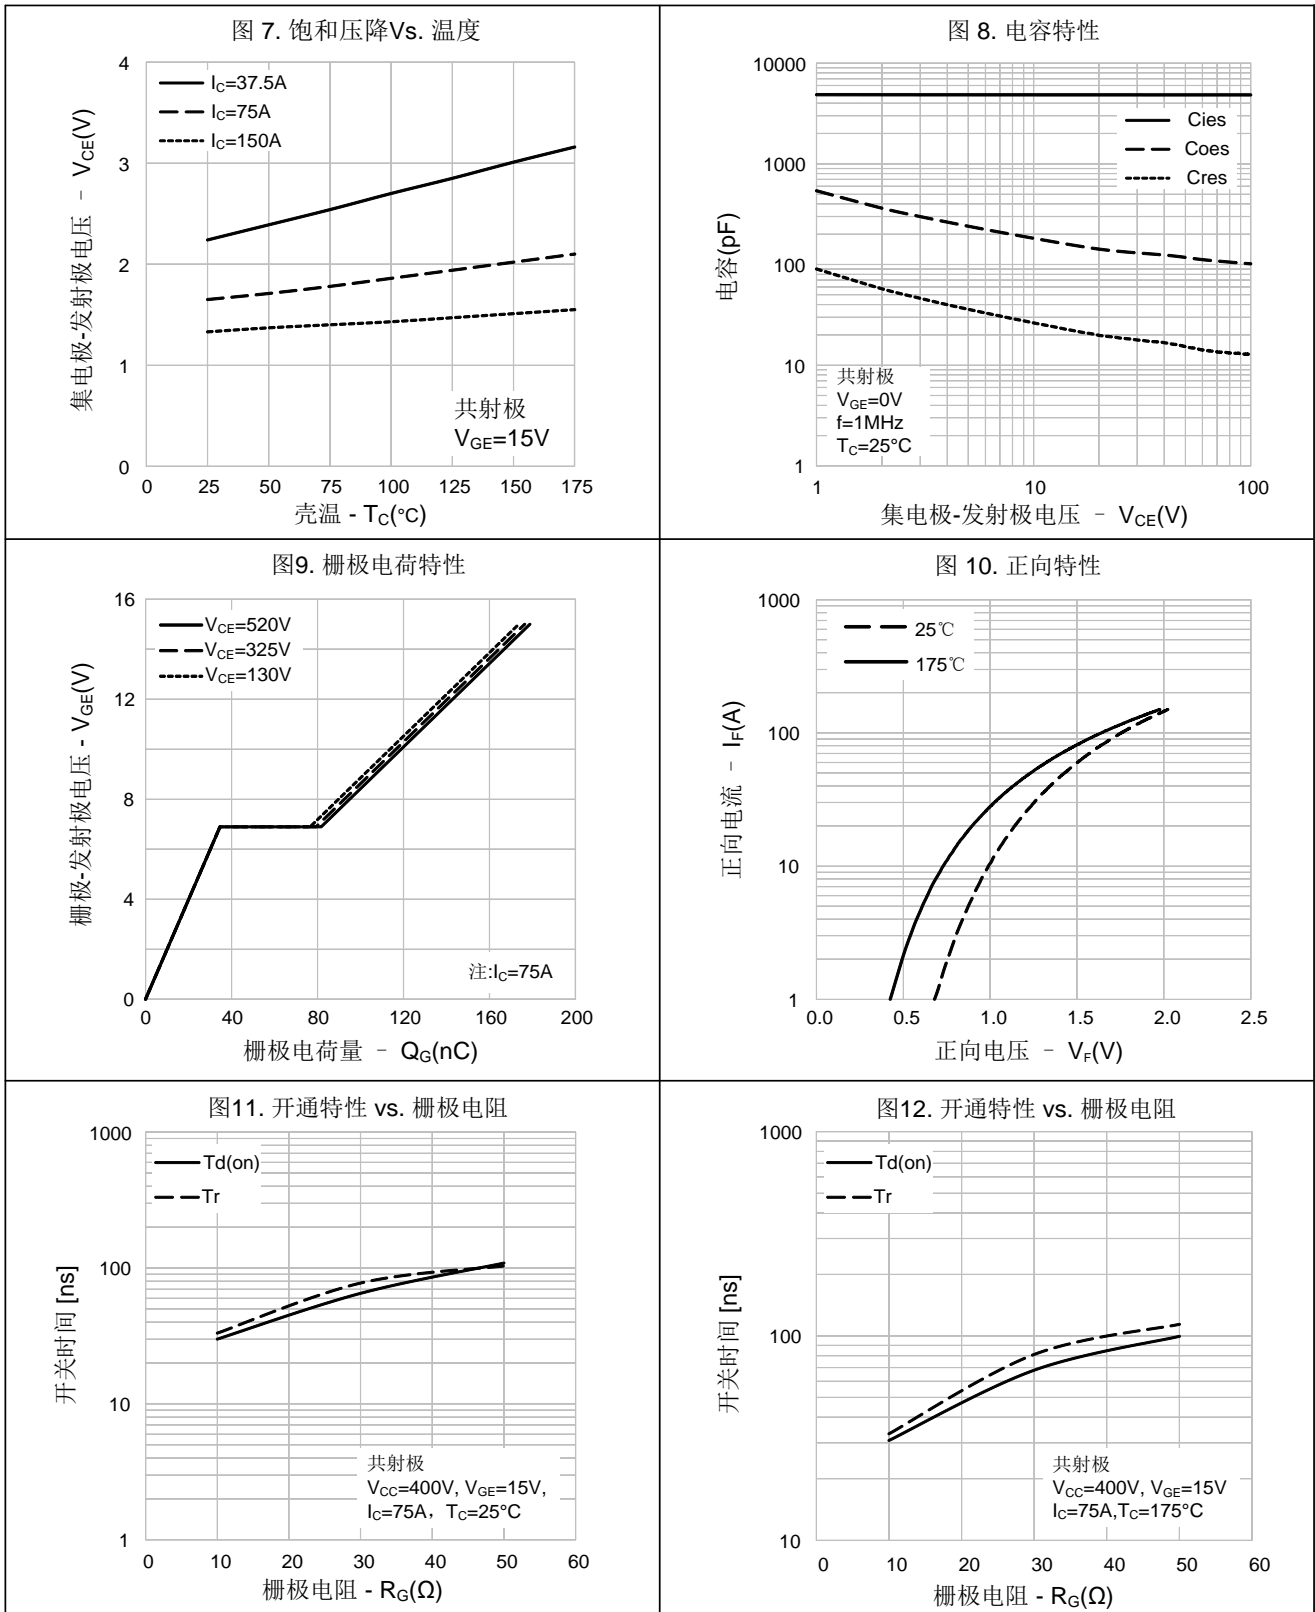 图 7. 饱和压降Vs. 温度
集电极-发射极电压 － VCE(V)
4
3
2
1
0
IC=37.5A
IC=75A
IC=150A
共射极
VGE=15V
0 25 50 75 100 125 150 175
壳温 - TC(°C)
图 8. 电容特性
电容(pF)
10000
1000
100
10
1
Cies
Coes
Cres
共射极
VGE=0V
f=1MHz
TC=25°C
1 10 100
集电极-发射极电压 － VCE(V)
图9. 栅极电荷特性
栅极-发射极电压 - VGE(V)
16
12
8
4
0
VCE=520V
VCE=325V
VCE=130V
注:IC=75A
0 40 80 120 160 200
栅极电荷量 － QG(nC)
图 10. 正向特性
正向电流 － IF(A)
1000
100
10
1
25℃
175℃
0.0 0.5 1.0 1.5 2.0 2.5
正向电压 － VF(V)
图11. 开通特性 vs. 栅极电阻
开关时间 [ns]
1000
100
10
1
Td(on)
Tr
共射极
VCC=400V, VGE=15V,
IC=75A，TC=25°C
0 10 20 30 40 50 60
栅极电阻 - RG(Ω)
图12. 开通特性 vs. 栅极电阻
开关时间 [ns]
1000
100
10
Td(on)
Tr
共射极
VCC=400V, VGE=15V
IC=75A,TC=175°C
0 10 20 30 40 50 60
栅极电阻 - RG(Ω)